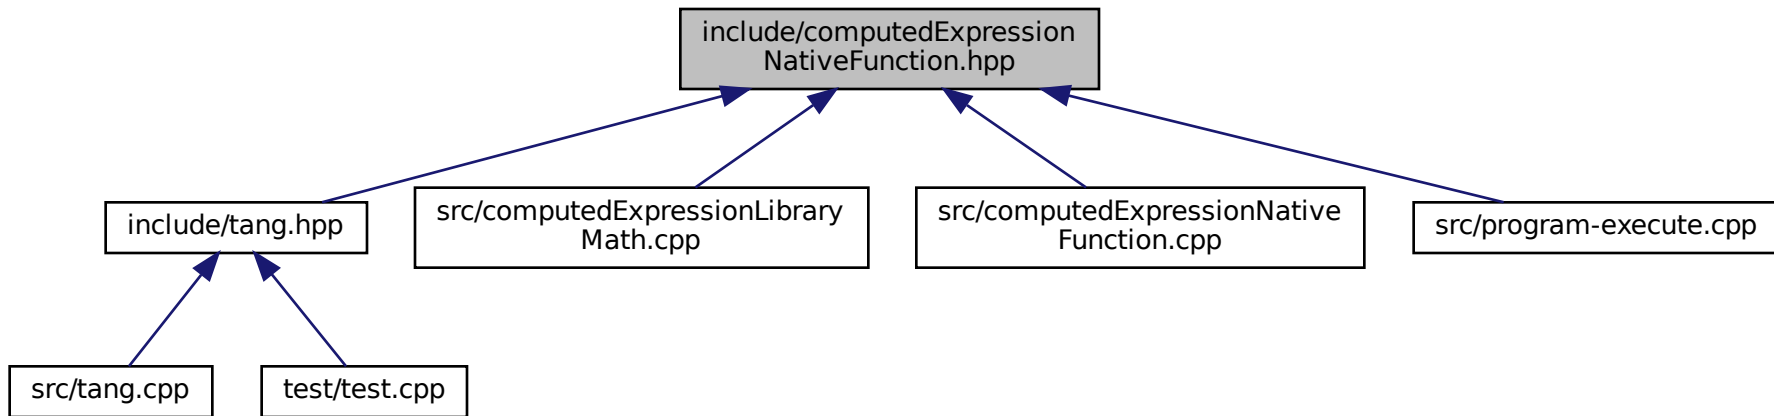 include/computedExpression
NativeFunction.hpp
include/tang.hpp
src/computedExpressionLibrary
Math.cpp
src/computedExpressionNative
Function.cpp
src/program-execute.cpp
src/tang.cpp
test/test.cpp